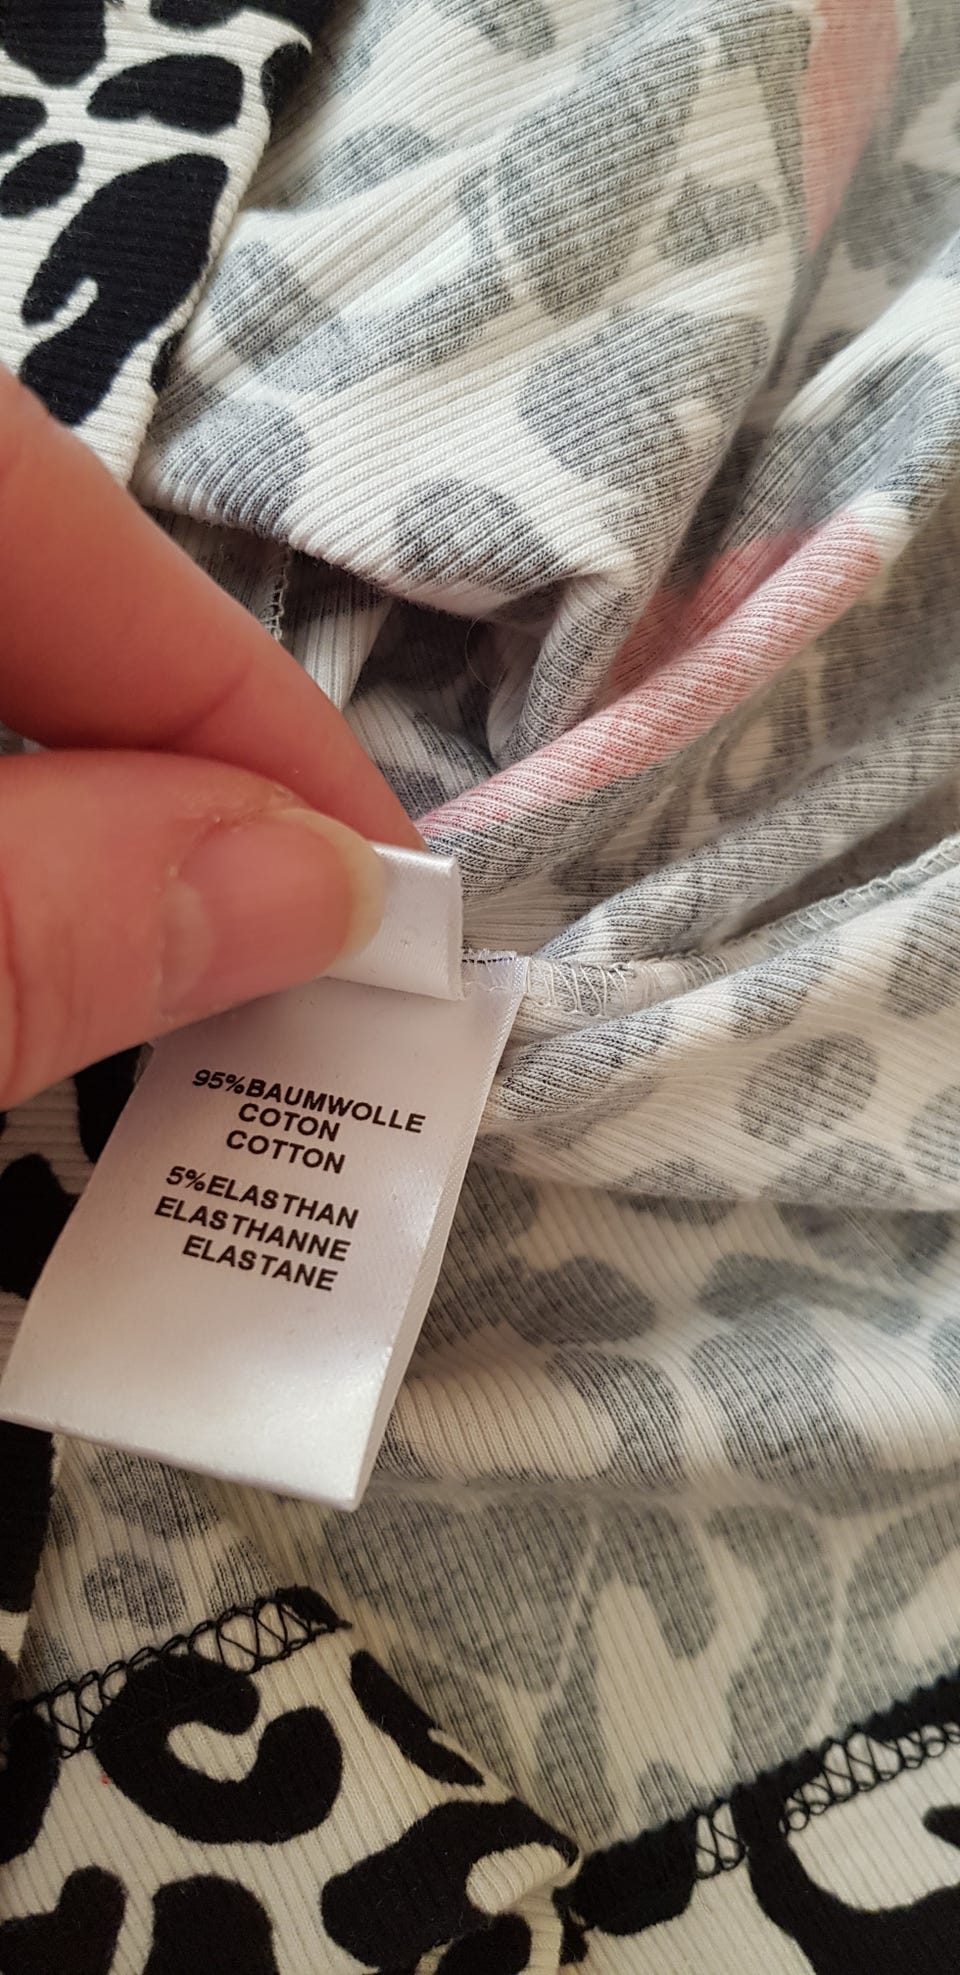 95%BAUMWOLLE
COTON
COTTON
5%ELASTHAN
ELASTHANNE
ELASTANE